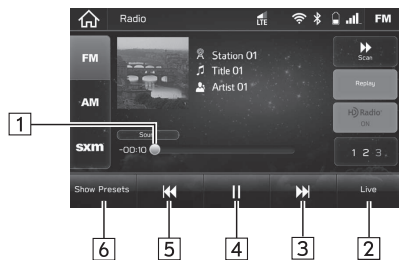 Radio
LTE
FM
FM
Station 01
Title 01
Artist 01
Scan
AM
Replay
HD Radio
ON
Sound
-00:10
sxm
1 2 3..
Show Presets
Live
1
6
5
4
3
2